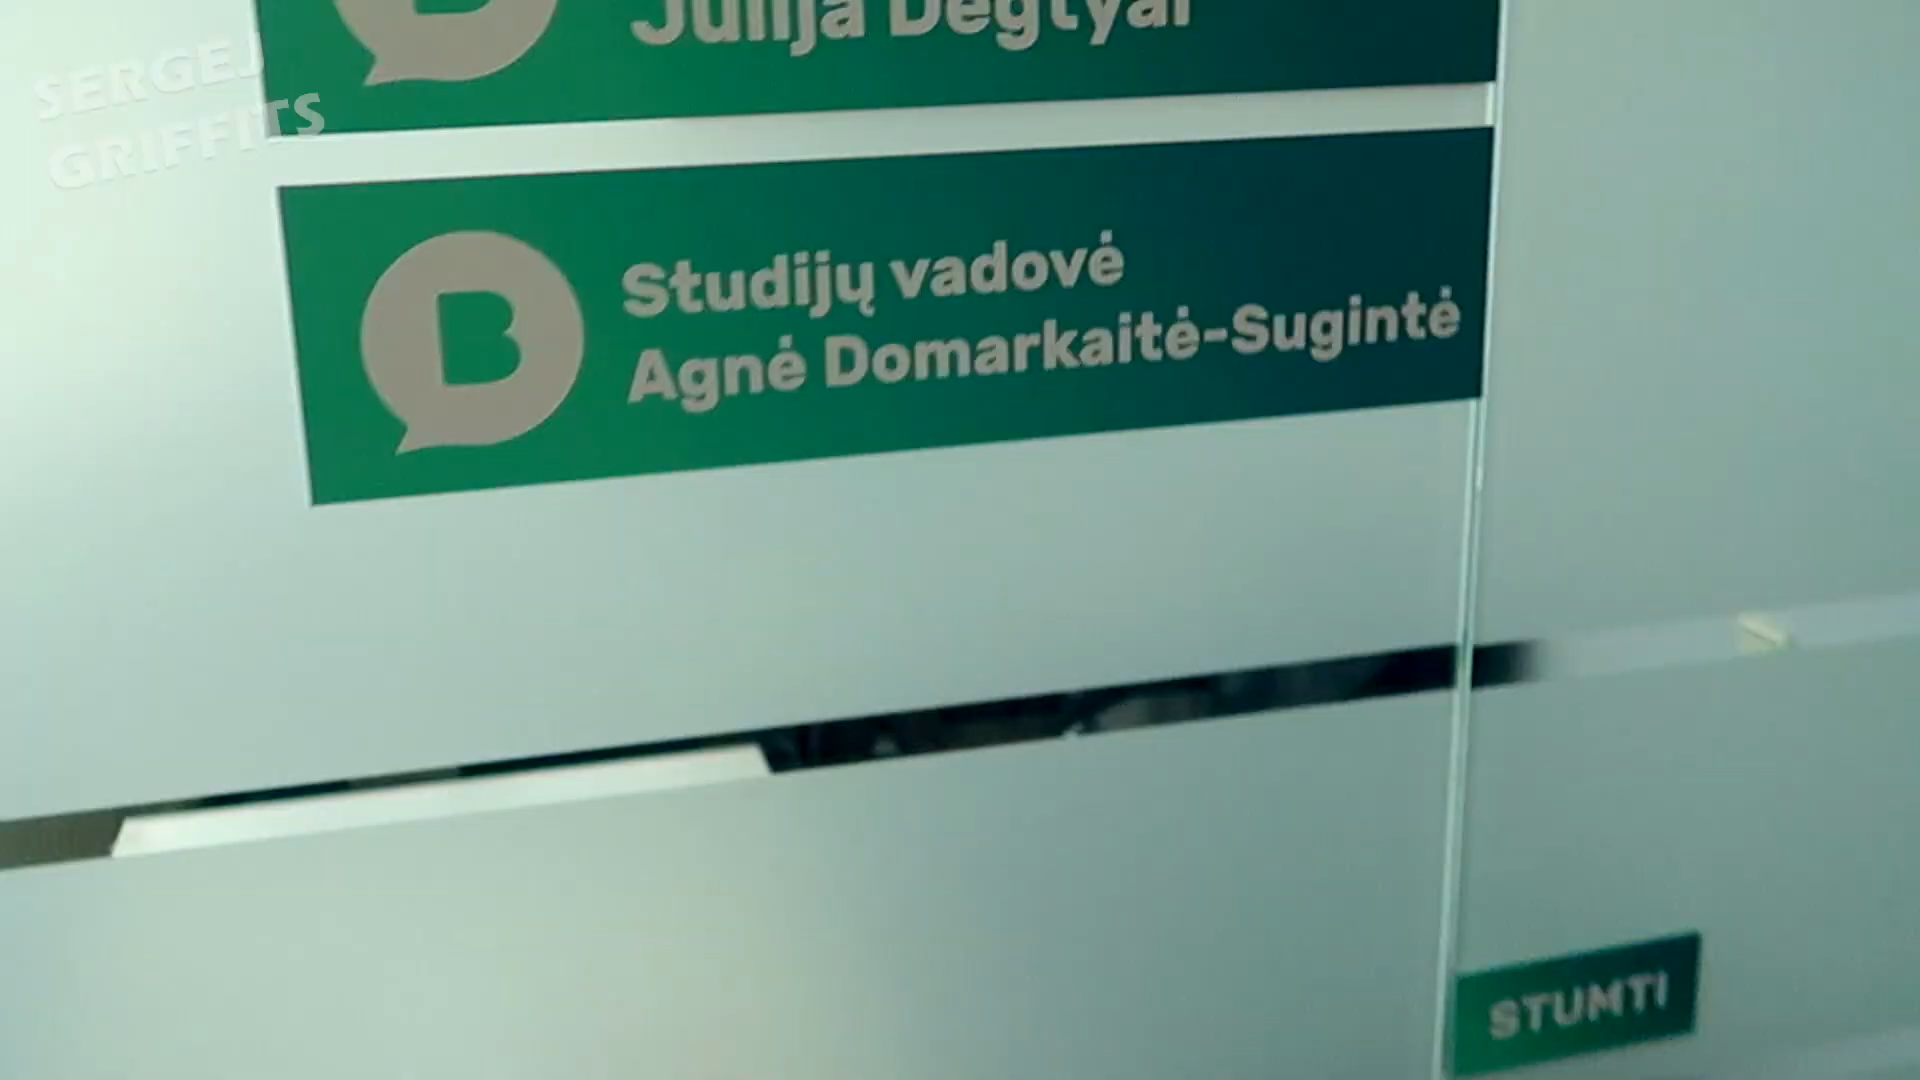 SERGEJ
GRIFFITS
B
Julija Degtyar
B
Studijų vadovė
Agnė Domarkaitė-Sugintė
STUMTI